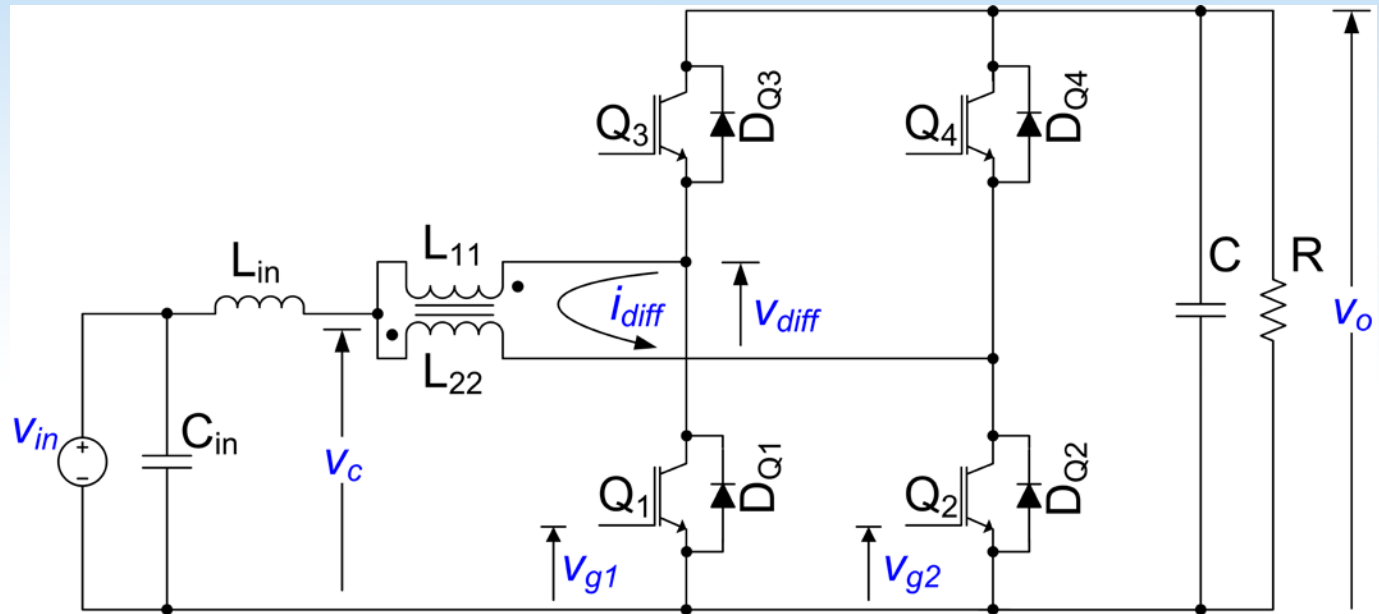 Q3
DQ3
Q4
DQ4
L11
Lin
idiff
vdiff
C
R
vo
L22
vin
+
−
Cin
vc
Q1
DQ1
Q2
DQ2
vg1
vg2